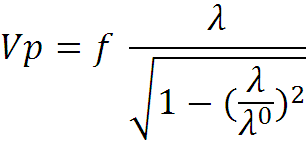 Vp = f λ / √(1 − (λ/λ⁰)²)